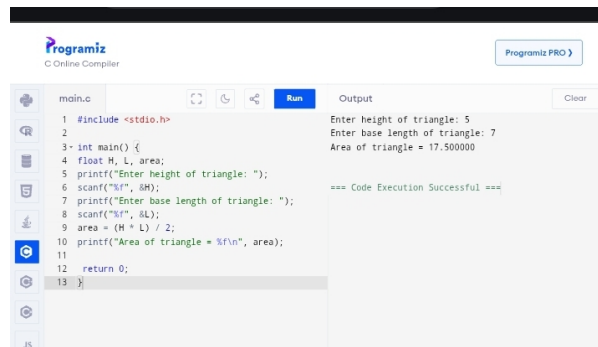 Programiz
C Online Compiler
Programiz PRO
main.c
Run
Output
Clear
1 #include <stdio.h>
2
3 int main() {
4 float H, L, area;
5 printf("Enter height of triangle: ");
6 scanf("%f", &H);
7 printf("Enter base length of triangle: ");
8 scanf("%f", &L);
9 area = (H * L) / 2;
10 printf("Area of triangle = %f\n", area);
11
12 return 0;
13 }
Enter height of triangle: 5
Enter base length of triangle: 7
Area of triangle = 17.500000
=== Code Execution Successful ===
JS